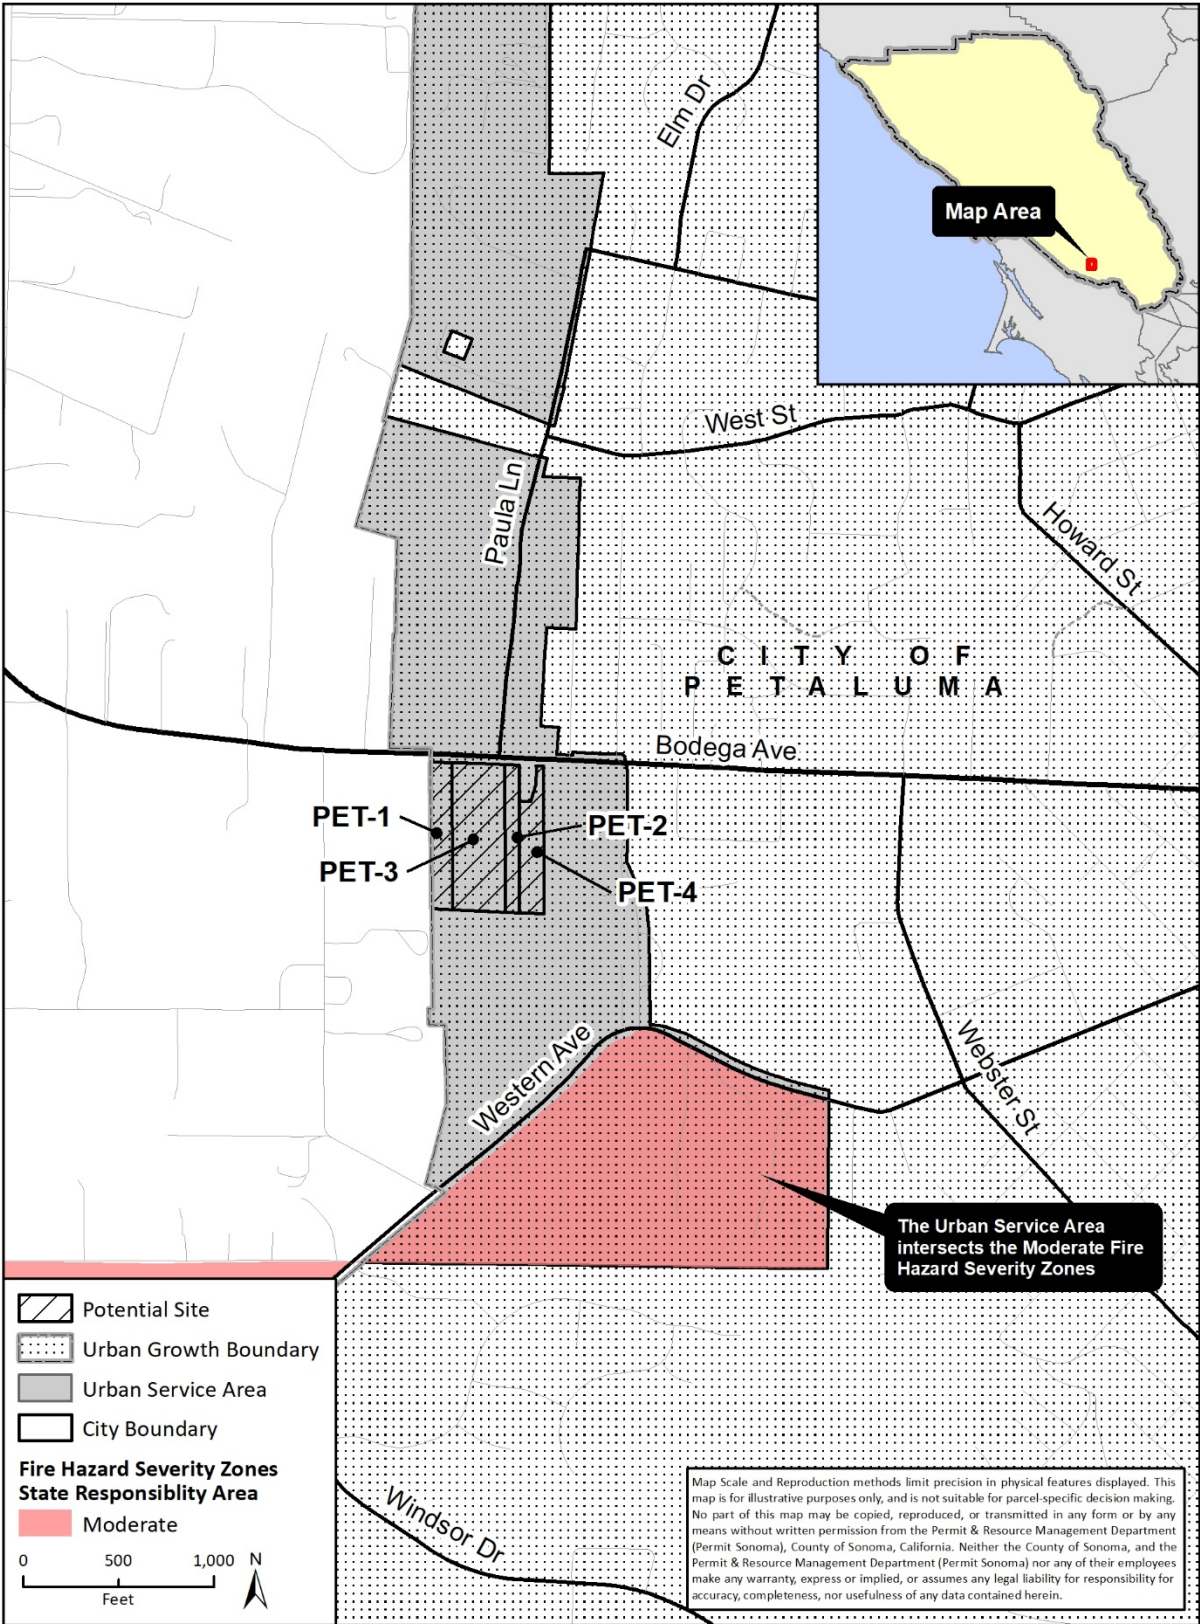 Elm Dr
Map Area
West St
Paula Ln
Howard St
CITY OF
PETALUMA
Bodega Ave
PET-1
PET-2
PET-3
PET-4
Western Ave
Webster St
The Urban Service Area
intersects the Moderate Fire
Hazard Severity Zones
Potential Site
Urban Growth Boundary
Urban Service Area
City Boundary
Fire Hazard Severity Zones
State Responsiblity Area
Moderate
0 500 1,000 N
Feet
Windsor Dr
Map Scale and Reproduction methods limit precision in physical features displayed. This
map is for illustrative purposes only, and is not suitable for parcel-specific decision making.
No part of this map may be copied, reproduced, or transmitted in any form or by any
means without written permission from the Permit & Resource Management Department
(Permit Sonoma), County of Sonoma, California. Neither the County of Sonoma, and the
Permit & Resource Management Department (Permit Sonoma) nor any of their employees
make any warranty, express or implied, or assumes any legal liability for responsibility for
accuracy, completeness, nor usefulness of any data contained herein.